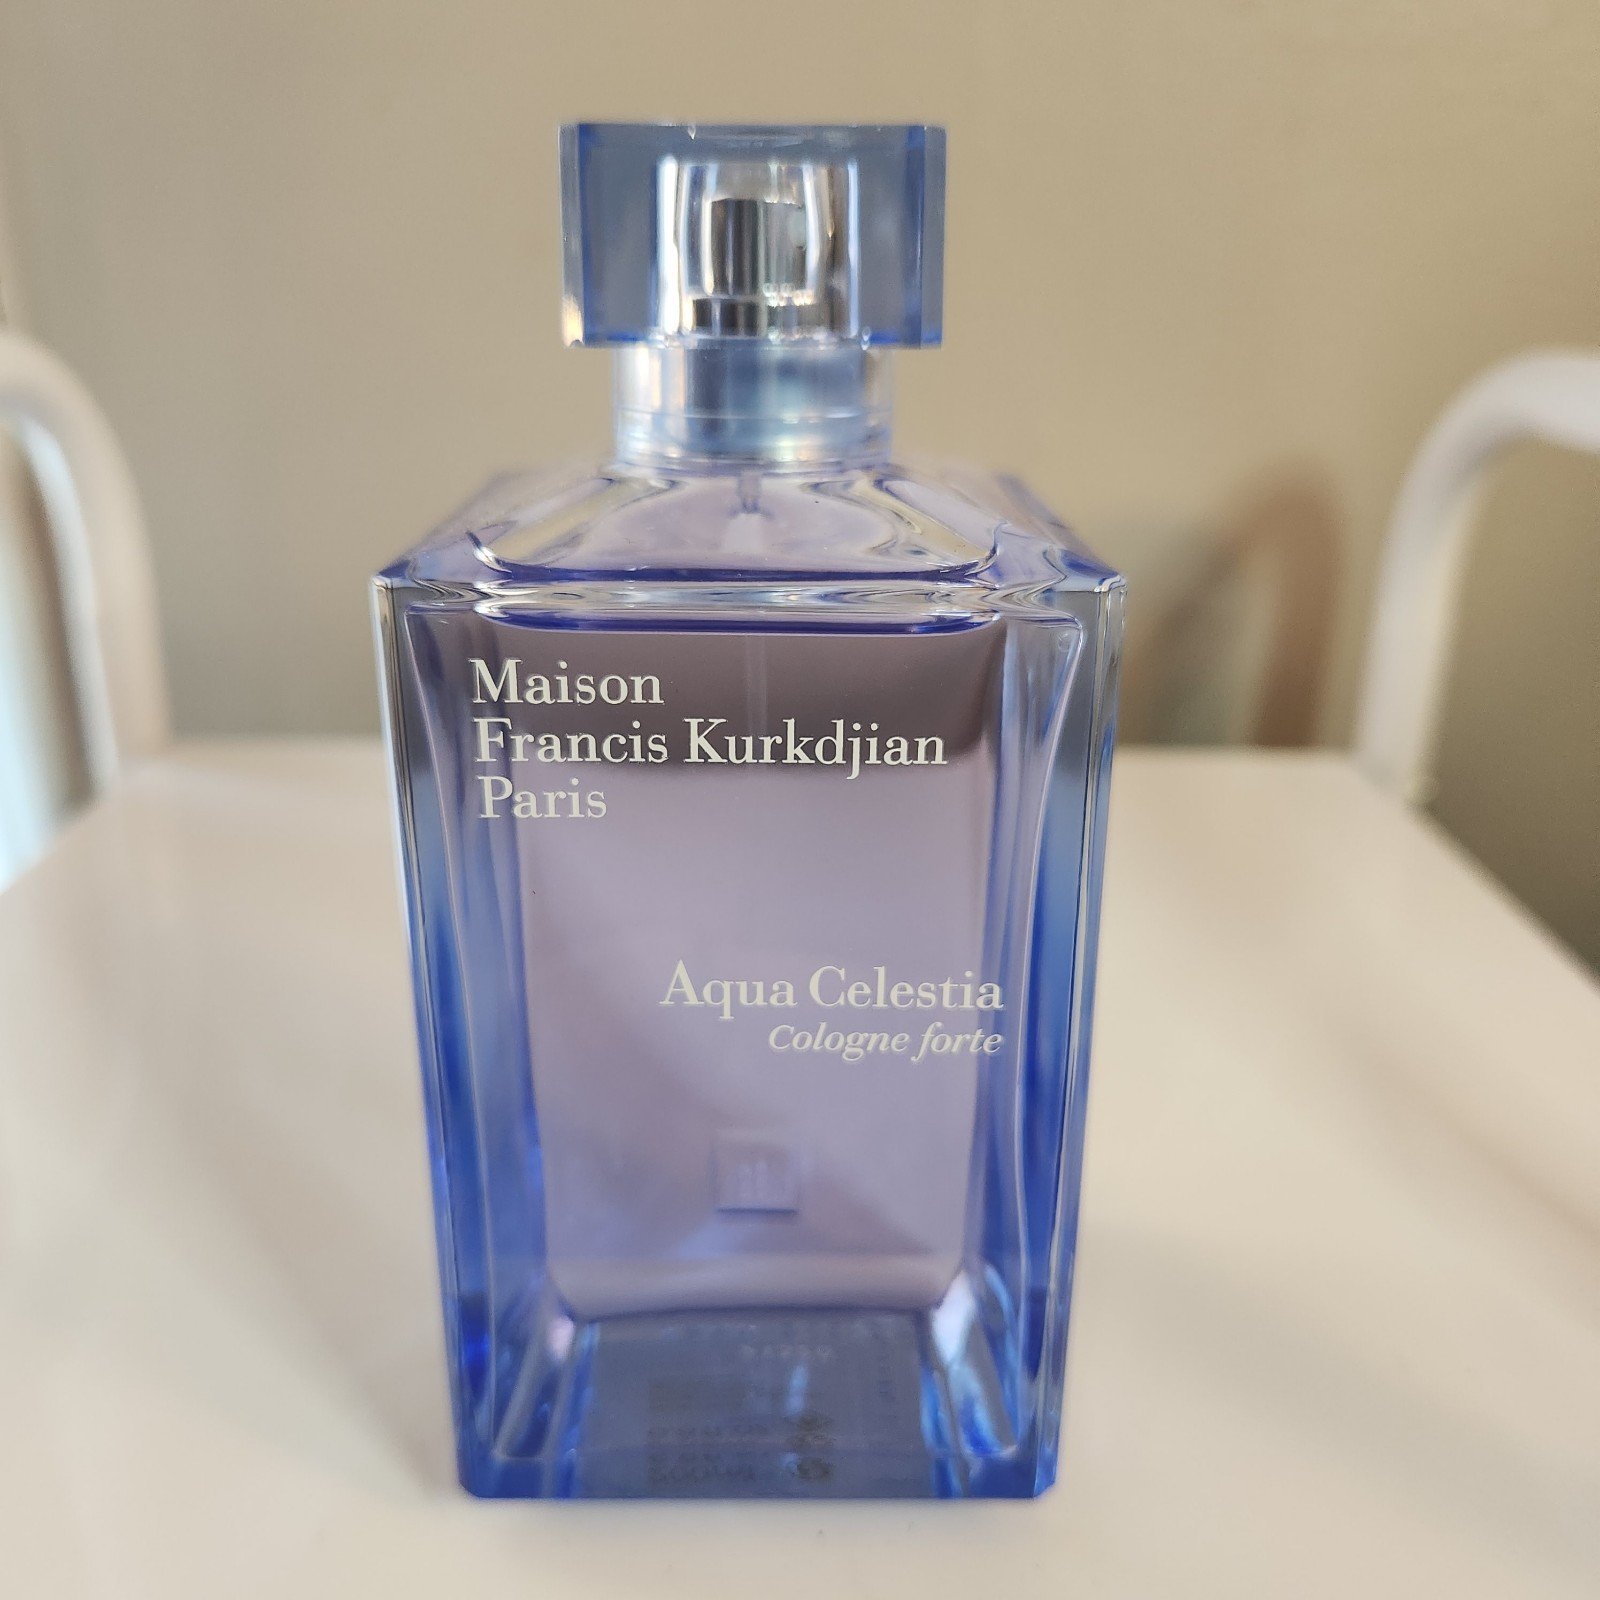 Maison
Francis Kurkdjian
Paris
Aqua Celestia
Cologne forte